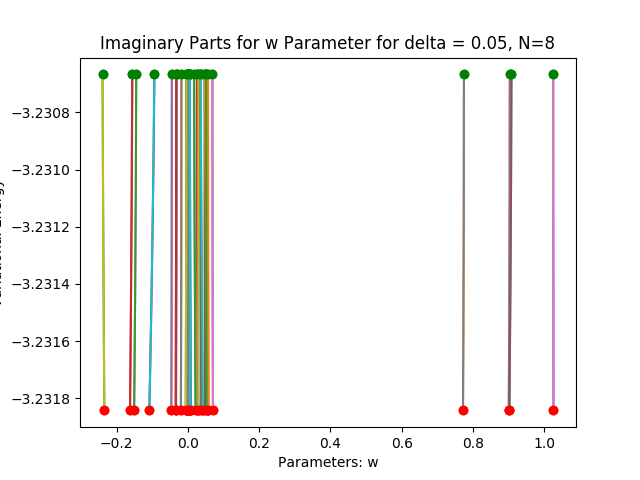 Imaginary Parts for w Parameter for delta = 0.05, N=8
−3.2308
−3.2310
−3.2312
−3.2314
−3.2316
−3.2318
−0.2 0.0 0.2 0.4 0.6 0.8 1.0
Parameters: w